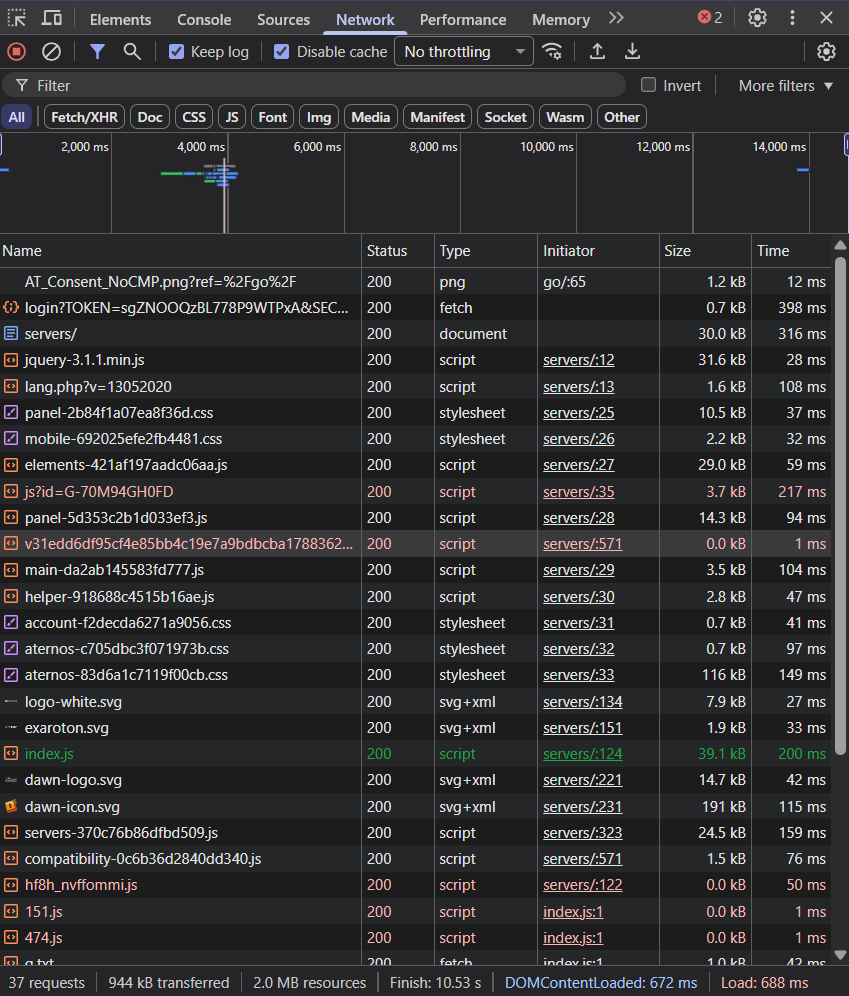 Elements Console Sources Network Performance Memory 2
Keep log Disable cache No throttling
Filter Invert More filters
All Fetch/XHR Doc CSS JS Font Img Media Manifest Socket Wasm Other
2,000 ms 4,000 ms 6,000 ms 8,000 ms 10,000 ms 12,000 ms 14,000 ms
Name Status Type Initiator Size Time
AT_Consent_NoCMP.png?ref=%2Fgo%2F 200 png go/:65 1.2 kB 12 ms
login?TOKEN=sgZNOOQzBL778P9WTPxA&SEC... 200 fetch 0.7 kB 398 ms
servers/ 200 document 30.0 kB 316 ms
jquery-3.1.1.min.js 200 script servers/:12 31.6 kB 28 ms
lang.php?v=13052020 200 script servers/:13 1.6 kB 108 ms
panel-2b84f1a07ea8f36d.css 200 stylesheet servers/:25 10.5 kB 37 ms
mobile-692025efe2fb4481.css 200 stylesheet servers/:26 2.2 kB 32 ms
elements-421af197aadc06aa.js 200 script servers/:27 29.0 kB 59 ms
js?id=G-70M94GH0FD 200 script servers/:35 3.7 kB 217 ms
panel-5d353c2b1d033ef3.js 200 script servers/:28 14.3 kB 94 ms
v31edd6df95cf4e85bb4c19e7a9bdbcba1788362... 200 script servers/:571 0.0 kB 1 ms
main-da2ab145583fd777.js 200 script servers/:29 3.5 kB 104 ms
helper-918688c4515b16ae.js 200 script servers/:30 2.8 kB 47 ms
account-f2decda6271a9056.css 200 stylesheet servers/:31 0.7 kB 41 ms
aternos-c705dbc3f071973b.css 200 stylesheet servers/:32 0.7 kB 97 ms
aternos-83d6a1c7119f00cb.css 200 stylesheet servers/:33 116 kB 149 ms
logo-white.svg 200 svg+xml servers/:134 7.9 kB 27 ms
exaroton.svg 200 svg+xml servers/:151 1.9 kB 33 ms
index.js 200 script servers/:124 39.1 kB 200 ms
dawn-logo.svg 200 svg+xml servers/:221 14.7 kB 42 ms
dawn-icon.svg 200 svg+xml servers/:231 191 kB 115 ms
servers-370c76b86dfbd509.js 200 script servers/:323 24.5 kB 159 ms
compatibility-0c6b36d2840dd340.js 200 script servers/:571 1.5 kB 76 ms
hf8h_nvffommi.js 200 script servers/:122 0.0 kB 50 ms
151.js 200 script index.js:1 0.0 kB 1 ms
474.js 200 script index.js:1 0.0 kB 1 ms
200 fetch index.js:1 1.0 kB 42 ms
37 requests 944 kB transferred 2.0 MB resources Finish: 10.53 s DOMContentLoaded: 672 ms Load: 688 ms